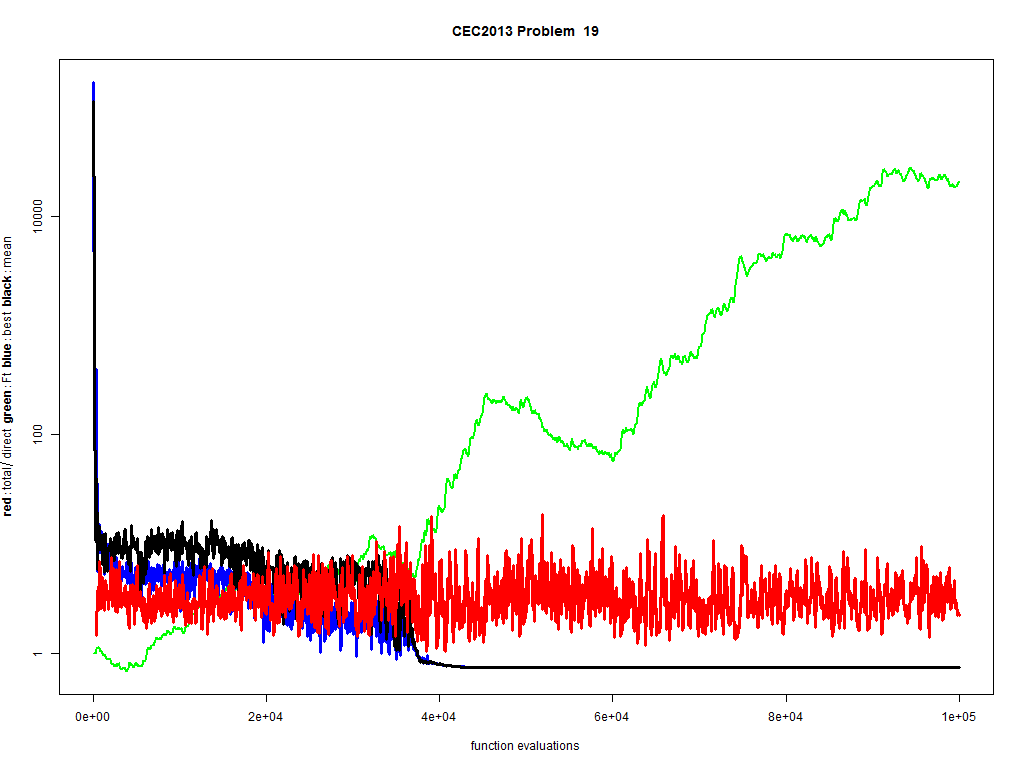 CEC2013 Problem 19
red : total/ direct green : Ft blue : best black : mean
10000
100
1
0e+00 2e+04 4e+04 6e+04 8e+04 1e+05
function evaluations